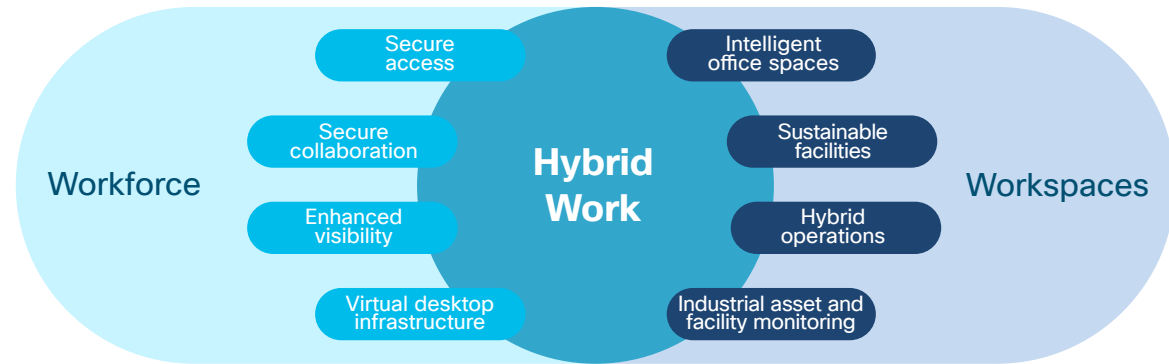 Workforce
Secure
access
Secure
collaboration
Enhanced
visibility
Virtual desktop
infrastructure
Hybrid
Work
Intelligent
office spaces
Sustainable
facilities
Hybrid
operations
Industrial asset and
facility monitoring
Workspaces